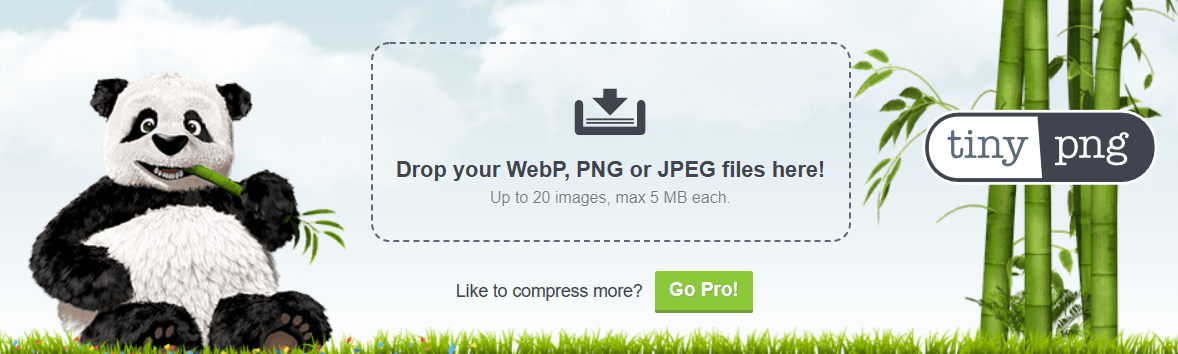 Drop your WebP, PNG or JPEG files here!
Up to 20 images, max 5 MB each.
tiny png
Like to compress more? Go Pro!